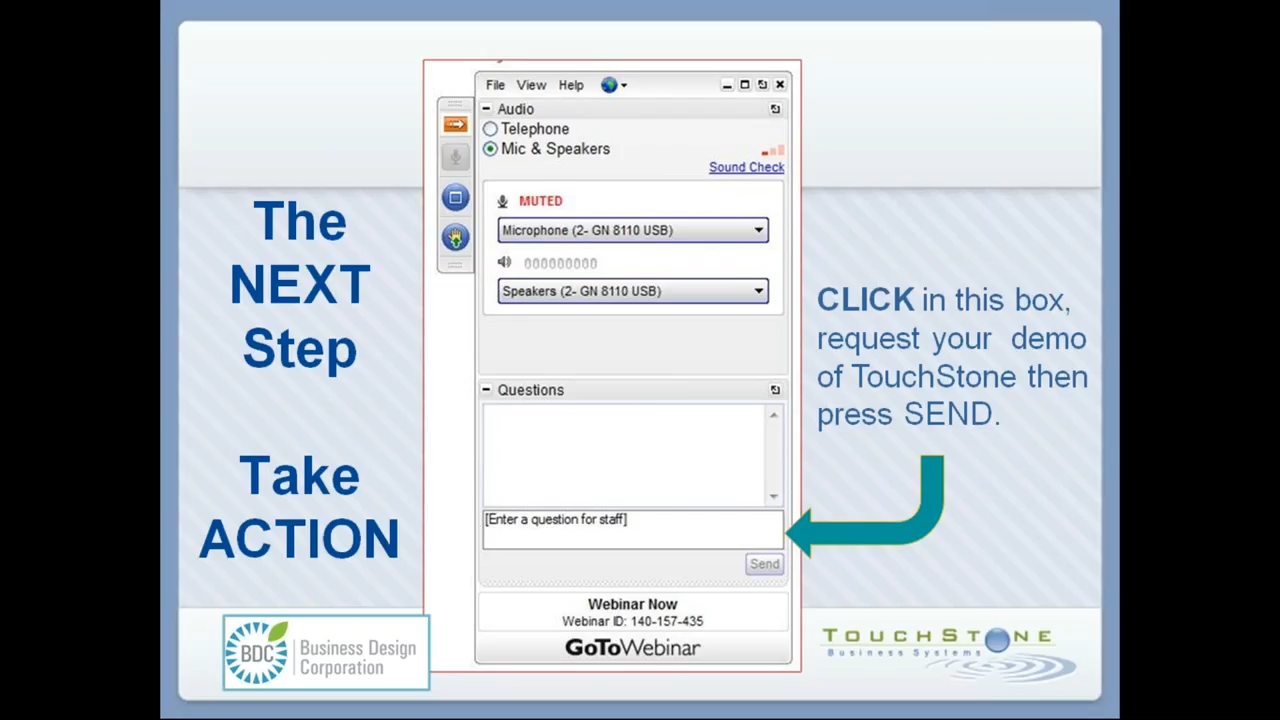 The
NEXT
Step
Take
ACTION
File View Help
Audio
Telephone
Mic & Speakers
Sound Check
MUTED
Microphone (2- GN 8110 USB)
000000000
Speakers (2- GN 8110 USB)
Questions
[Enter a question for staff]
Send
Webinar Now
Webinar ID: 140-157-435
GoToWebinar
CLICK in this box,
request your demo
of TouchStone then
press SEND.
BDC
Business Design
Corporation
TOUCHSTONE
Business Systems